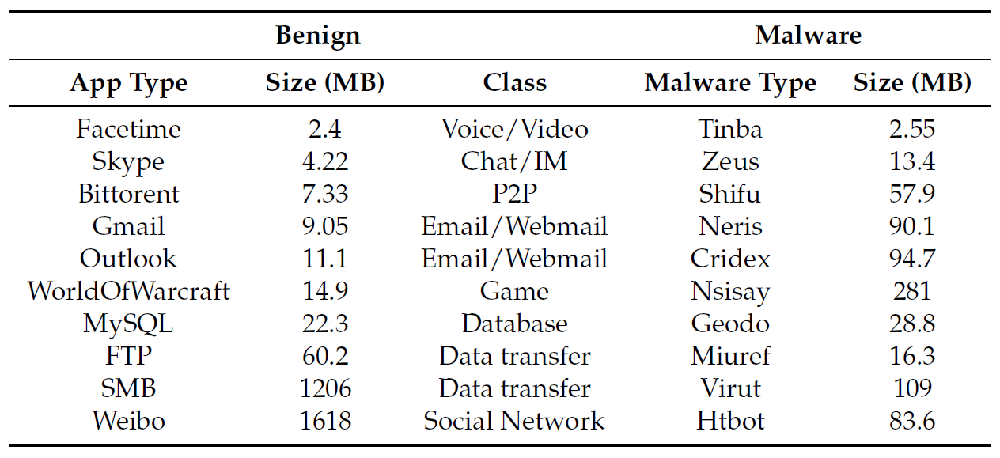 Benign Malware
App Type Size (MB) Class Malware Type Size (MB)
Facetime 2.4 Voice/Video Tinba 2.55
Skype 4.22 Chat/IM Zeus 13.4
Bittorent 7.33 P2P Shifu 57.9
Gmail 9.05 Email/Webmail Neris 90.1
Outlook 11.1 Email/Webmail Cridex 94.7
WorldOfWarcraft 14.9 Game Nsisay 281
MySQL 22.3 Database Geodo 28.8
FTP 60.2 Data transfer Miuref 16.3
SMB 1206 Data transfer Virut 109
Weibo 1618 Social Network Htbot 83.6